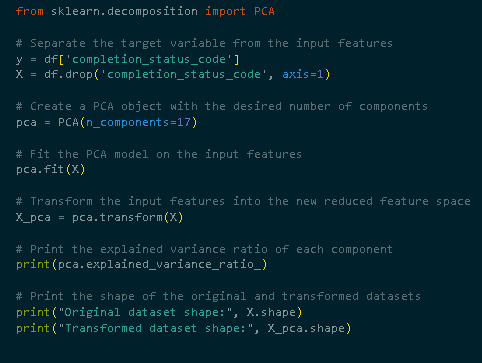 from sklearn.decomposition import PCA
# Separate the target variable from the input features
y = df['completion_status_code']
X = df.drop('completion_status_code', axis=1)
# Create a PCA object with the desired number of components
pca = PCA(n_components=17)
# Fit the PCA model on the input features
pca.fit(X)
# Transform the input features into the new reduced feature space
X_pca = pca.transform(X)
# Print the explained variance ratio of each component
print(pca.explained_variance_ratio_)
# Print the shape of the original and transformed datasets
print("Original dataset shape:", X.shape)
print("Transformed dataset shape:", X_pca.shape)